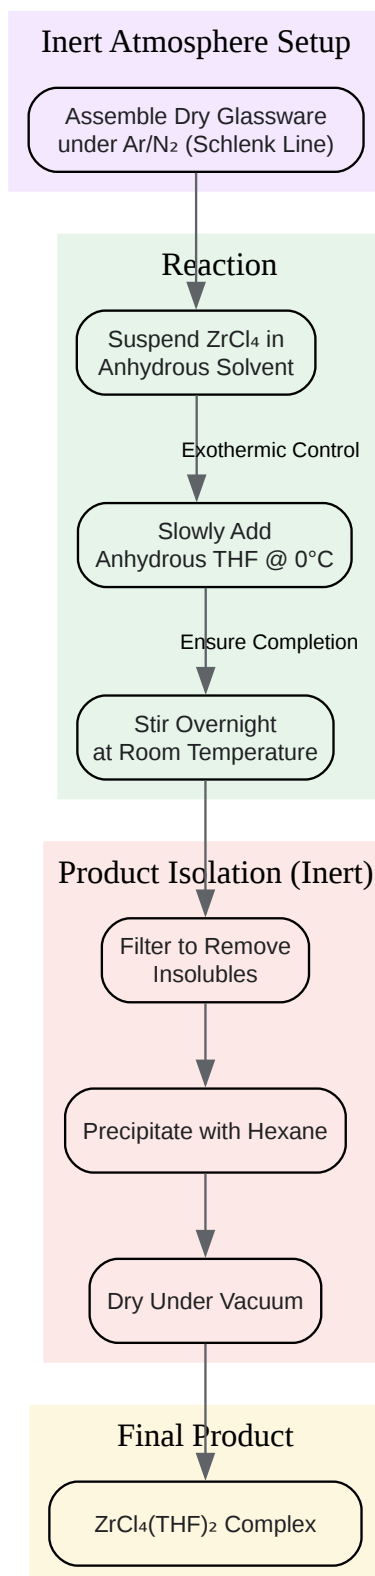 Inert Atmosphere Setup
Assemble Dry Glassware
under Ar/N₂ (Schlenk Line)
Reaction
Suspend ZrCl₄ in
Anhydrous Solvent
Exothermic Control
Slowly Add
Anhydrous THF @ 0°C
Ensure Completion
Stir Overnight
at Room Temperature
Product Isolation (Inert)
Filter to Remove
Insolubles
Precipitate with Hexane
Dry Under Vacuum
Final Product
ZrCl₄(THF)₂ Complex